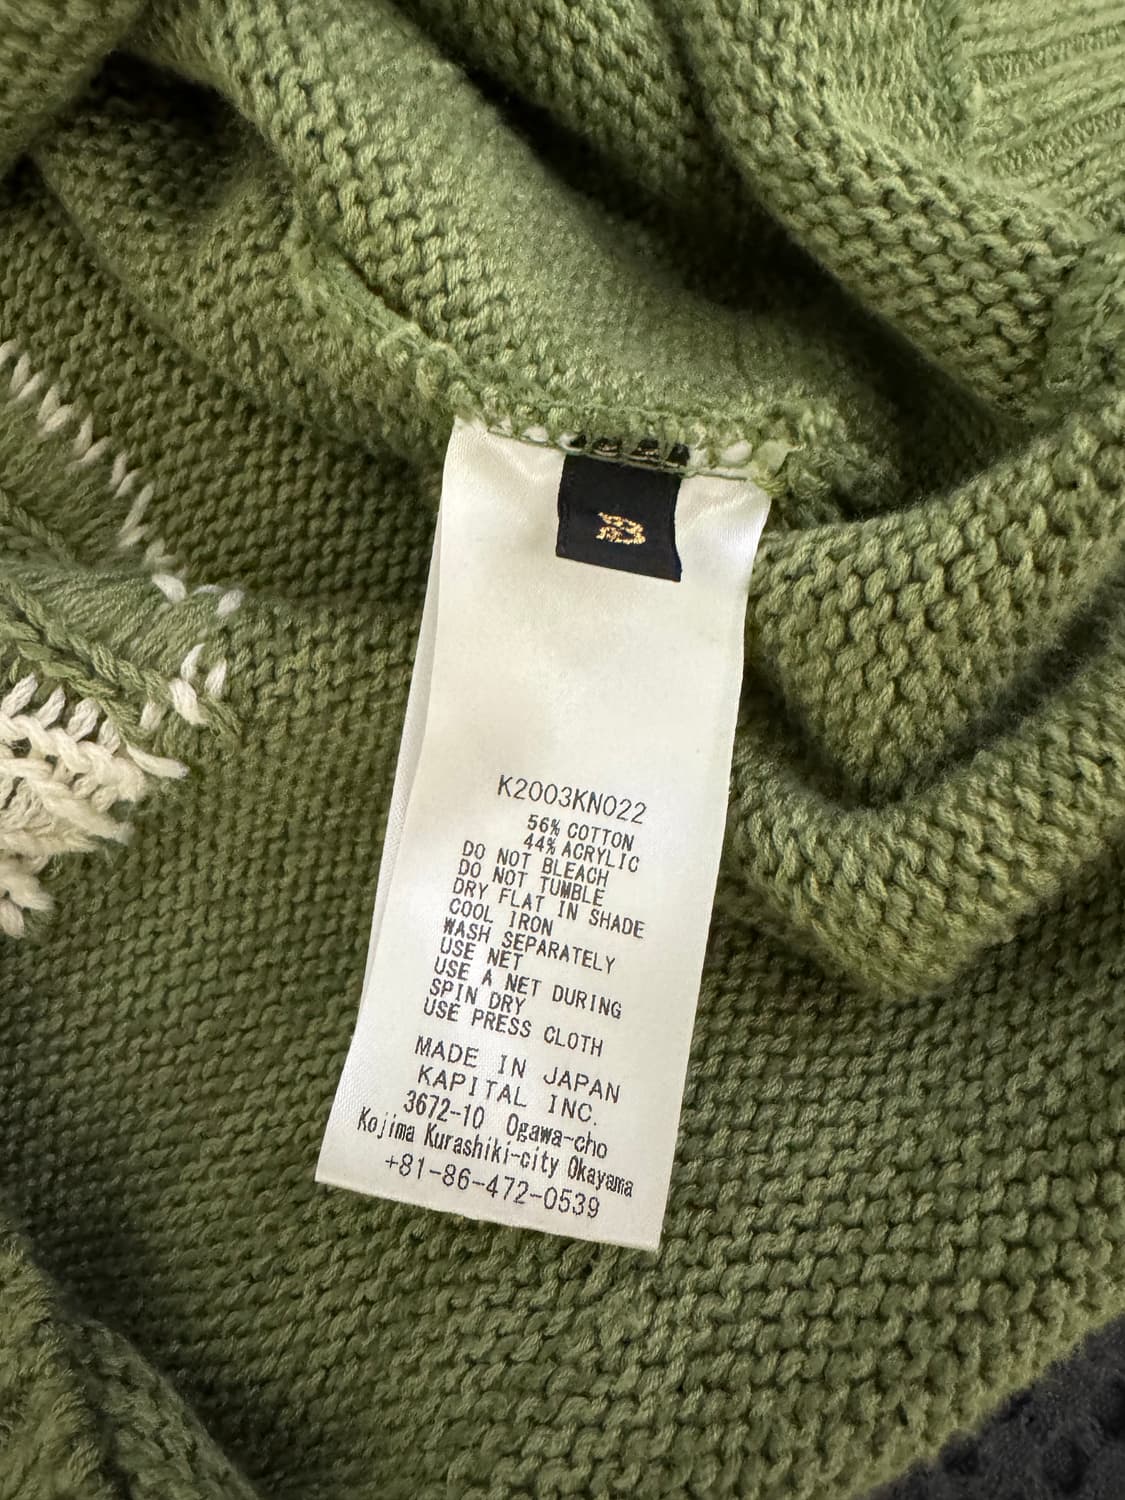 K2003KN022
56% COTTON
44% ACRYLIC
DO NOT BLEACH
DO NOT TUMBLE
DRY FLAT IN SHADE
COOL IRON
WASH SEPARATELY
USE NET
USE A NET DURING
SPIN DRY
USE PRESS CLOTH
MADE IN JAPAN
KAPITAL INC.
3672-10 Ogawa-cho
Kojima Kurashiki-city Okayama
+81-86-472-0539